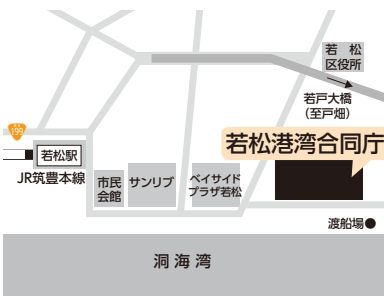 若松
区役所
若戸大橋
(至戸畑)
199
若松港湾合同庁
若松駅
JR筑豊本線
市民
会館
サンリブ
ベイサイド
プラザ若松
渡船場●
洞海湾